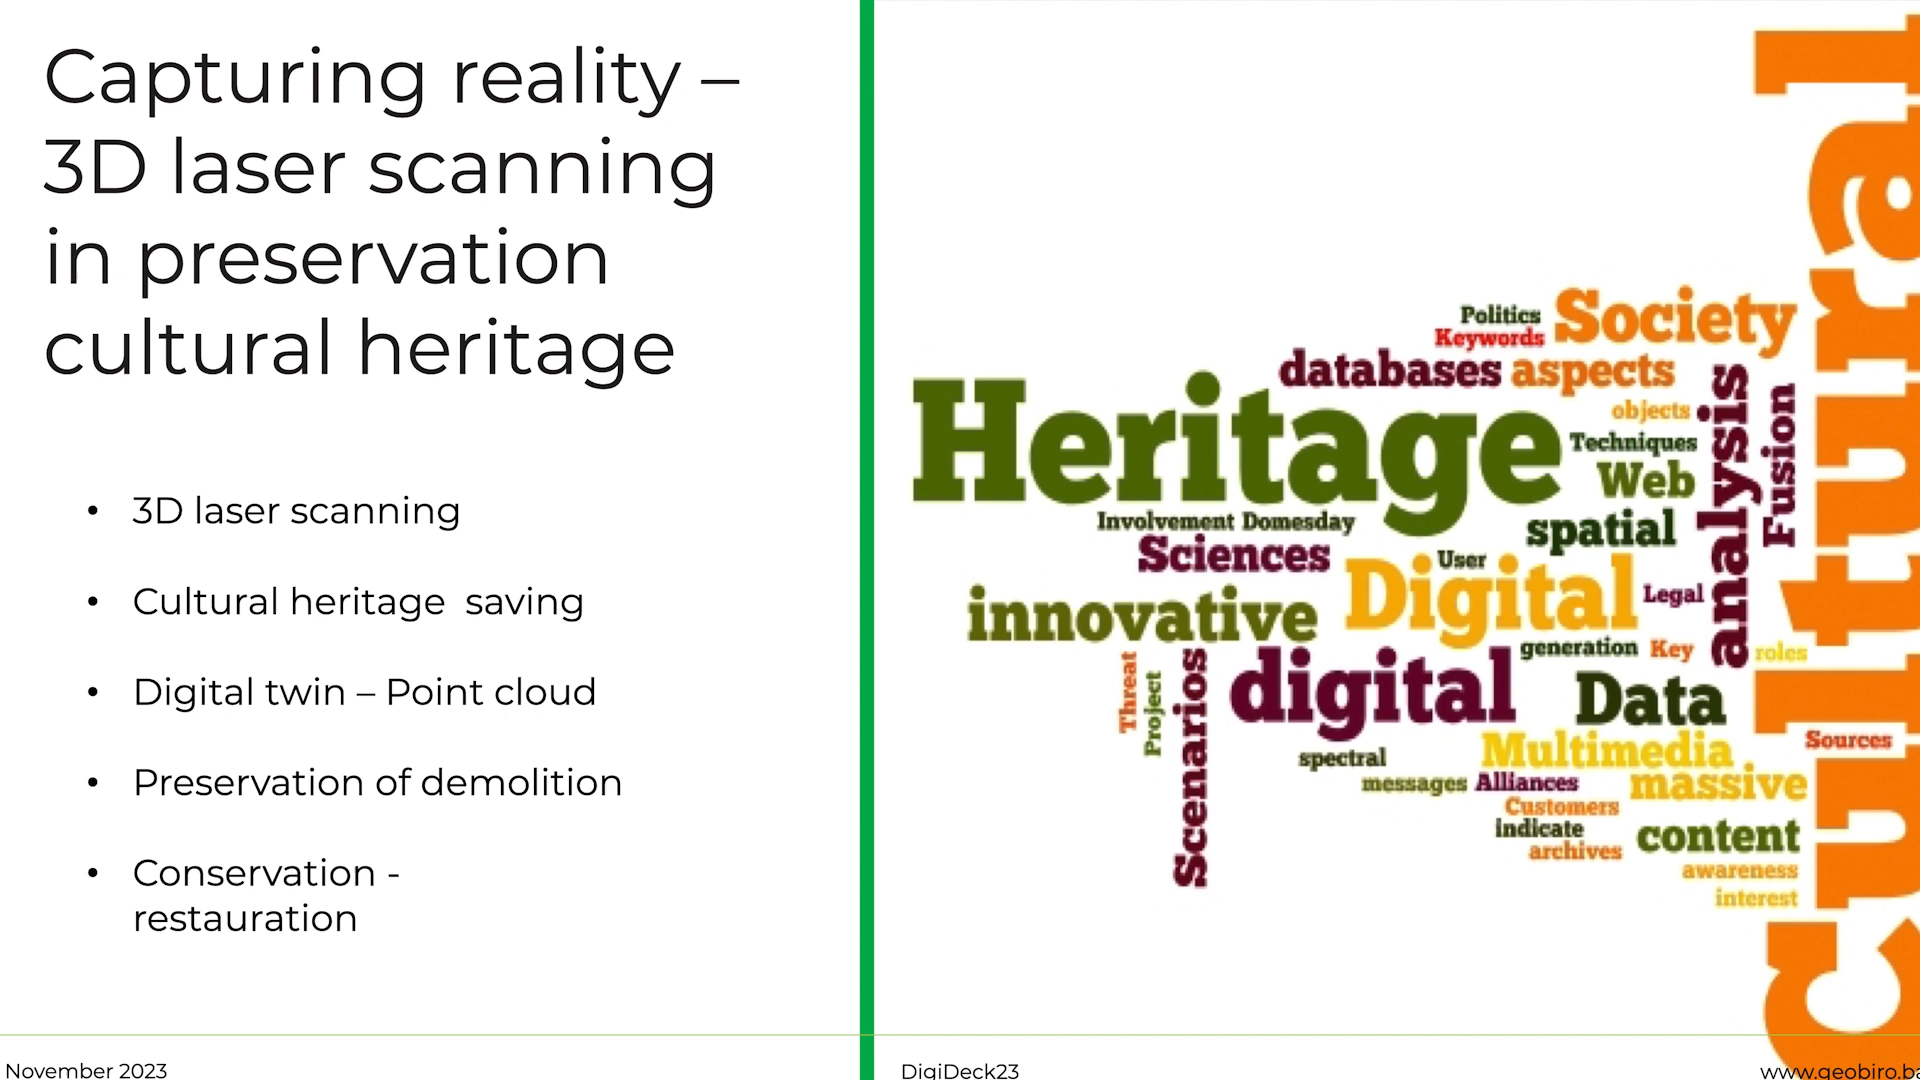 Capturing reality –
3D laser scanning
in preservation
cultural heritage
• 3D laser scanning
• Cultural heritage  saving
• Digital twin – Point cloud
• Preservation of demolition
• Conservation -
restauration
cultural
Politics
Society
Keywords
databases
aspects
Heritage
objects
analysis
Fusion
Techniques
Web
Involvement
Domesday
spatial
Sciences
User
Digital
Legal
innovative
generation
Key
roles
Threat
Project
Scenarios
digital
Data
spectral
Multimedia
Sources
messages
Alliances
massive
Customers
indicate
content
archives
awareness
interest
November 2023
DigiDeck23
www.geobiro.ba